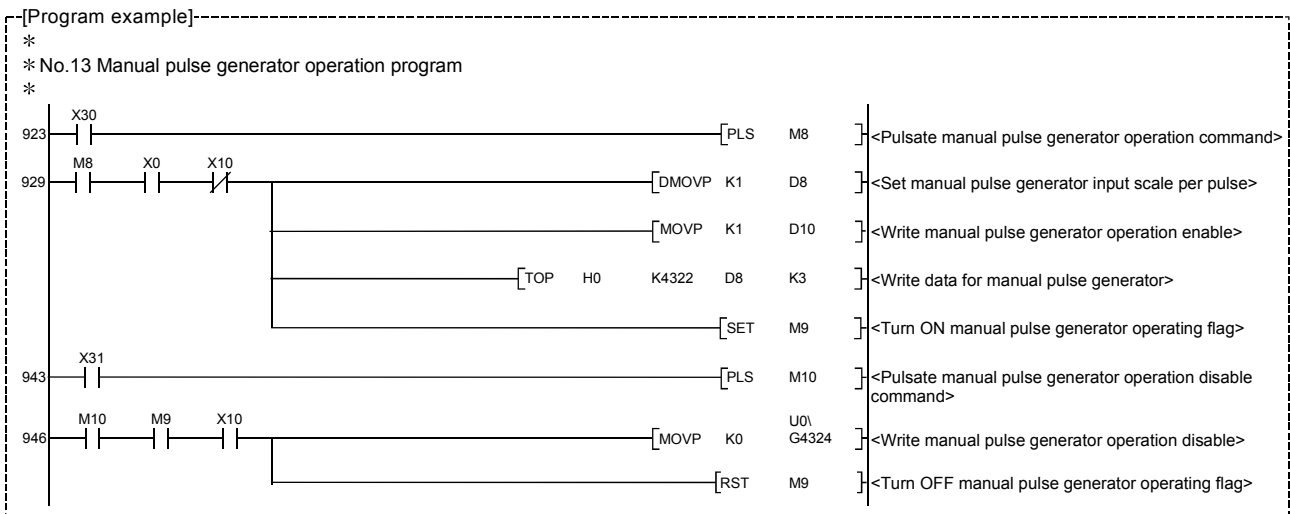 [Program example]
*
* No.13 Manual pulse generator operation program
*
X30
923 PLS M8 <Pulsate manual pulse generator operation command>
M8 X0 X10
929 DMOVP K1 D8 <Set manual pulse generator input scale per pulse>
MOVP K1 D10 <Write manual pulse generator operation enable>
TOP H0 K4322 D8 K3 <Write data for manual pulse generator>
SET M9 <Turn ON manual pulse generator operating flag>
X31
943 PLS M10 <Pulsate manual pulse generator operation disable
command>
M10 M9 X10 U0\
946 MOVP K0 G4324 <Write manual pulse generator operation disable>
RST M9 <Turn OFF manual pulse generator operating flag>